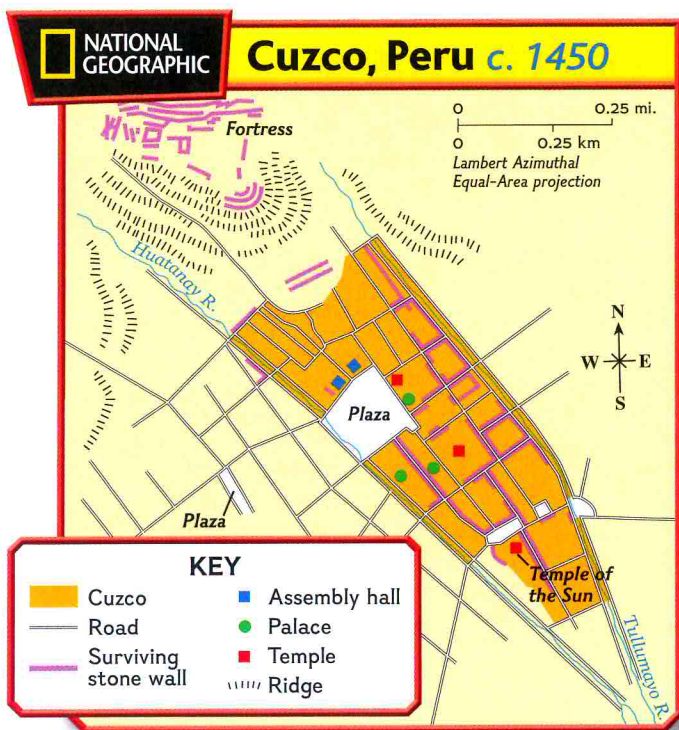 NATIONAL
GEOGRAPHIC
Cuzco, Peru c. 1450
Fortress
0 0.25 mi.
0 0.25 km
Lambert Azimuthal
Equal-Area projection
Huatanay R.
N
W E
S
Plaza
Plaza
Temple of
the Sun
Tullumayo R.
KEY
Cuzco
Road
Surviving
stone wall
Assembly hall
Palace
Temple
Ridge